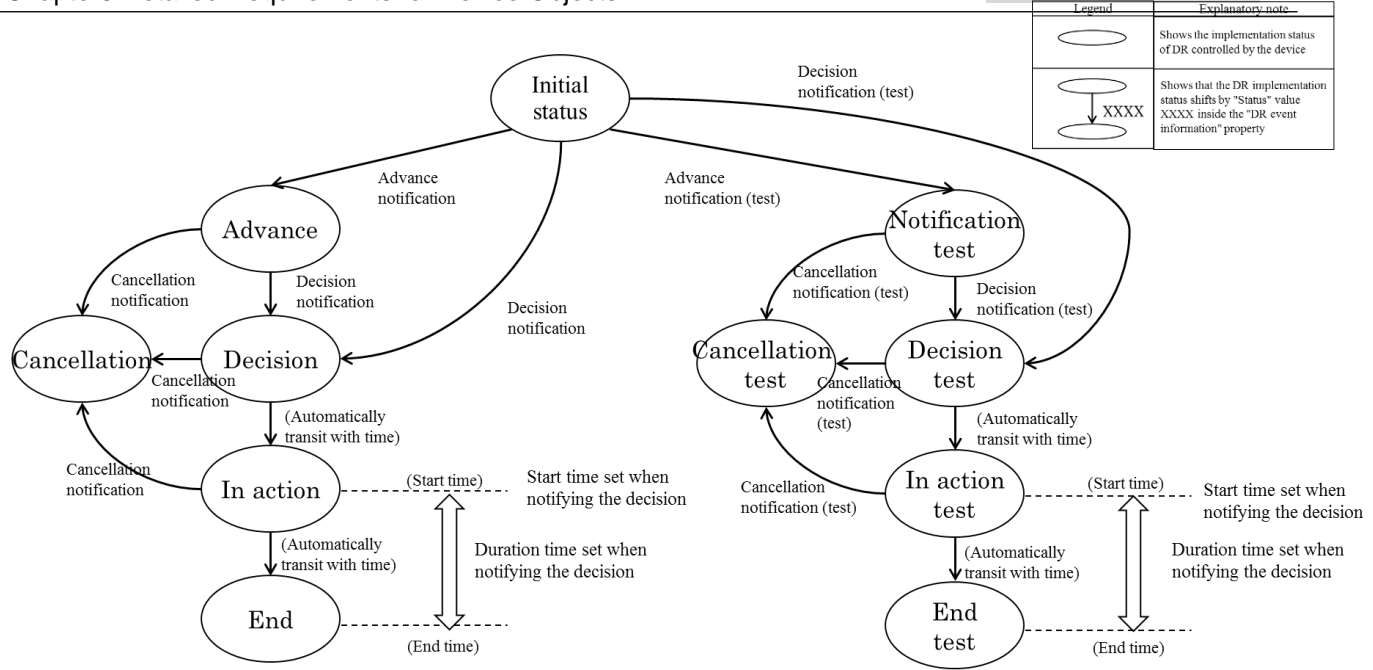 Legend
Explanatory note
Shows the implementation status
of DR controlled by the device
XXXX
Shows that the DR implementation
status shifts by "Status" value
XXXX inside the "DR event
information" property
Initial
status
Decision
notification (test)
Advance
notification
Advance
notification (test)
Advance
Notification
test
Cancellation
notification
Decision
notification
Decision
notification
Cancellation
notification (test)
Decision
notification (test)
Cancellation
Decision
Cancellation
notification
Cancellation
test
Decision
test
Cancellation
notification
(test)
(Automatically
transit with time)
(Automatically
transit with time)
Cancellation
notification
In action
(Start time)
Start time set when
notifying the decision
Cancellation
notification (test)
In action
test
(Start time)
Start time set when
notifying the decision
(Automatically
transit with time)
Duration time set when
notifying the decision
(Automatically
transit with time)
Duration time set when
notifying the decision
End
(End time)
End
test
(End time)